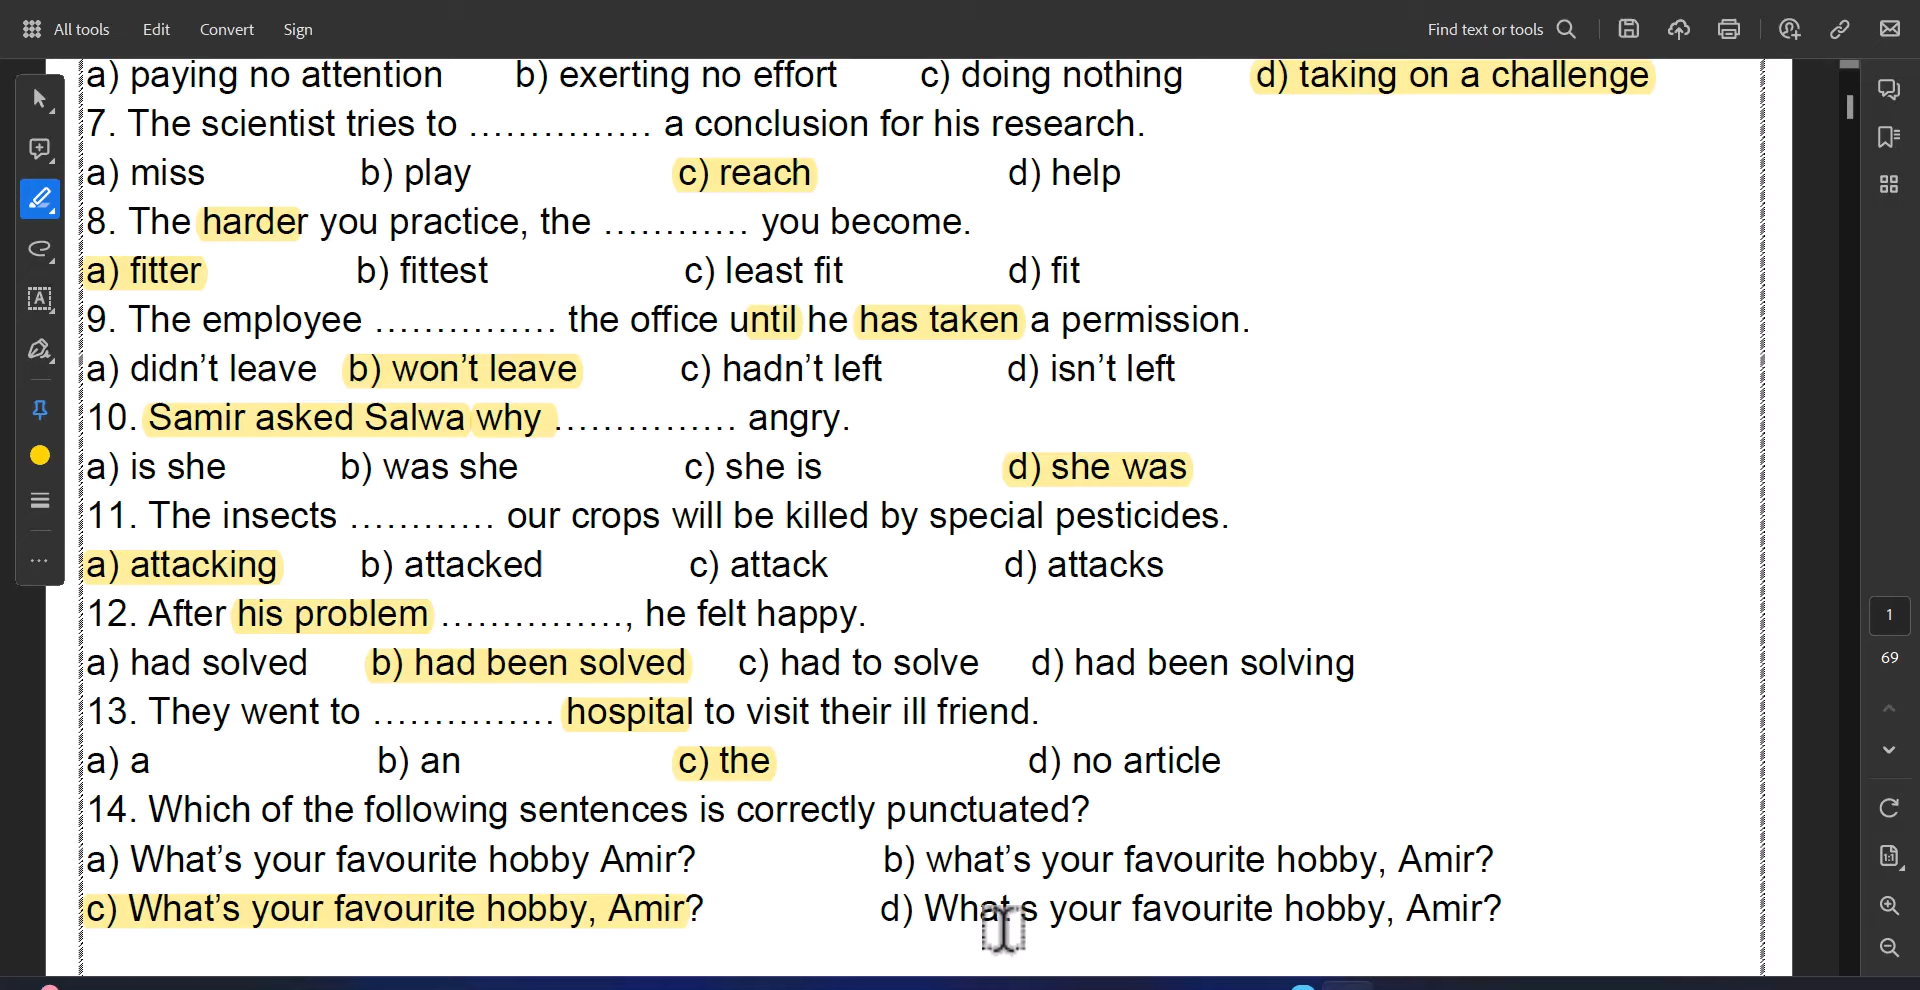 All tools Edit Convert Sign Find text or tools
a) paying no attention b) exerting no effort c) doing nothing d) taking on a challenge
7. The scientist tries to ............... a conclusion for his research.
a) miss b) play c) reach d) help
8. The harder you practice, the ............ you become.
a) fitter b) fittest c) least fit d) fit
9. The employee ............... the office until he has taken a permission.
a) didn't leave b) won't leave c) hadn't left d) isn't left
10. Samir asked Salwa why ............... angry.
a) is she b) was she c) she is d) she was
11. The insects ............ our crops will be killed by special pesticides.
a) attacking b) attacked c) attack d) attacks
12. After his problem ..............., he felt happy.
a) had solved b) had been solved c) had to solve d) had been solving
13. They went to ............... hospital to visit their ill friend.
a) a b) an c) the d) no article
14. Which of the following sentences is correctly punctuated?
a) What's your favourite hobby Amir? b) what's your favourite hobby, Amir?
c) What's your favourite hobby, Amir? d) What s your favourite hobby, Amir?
1
69